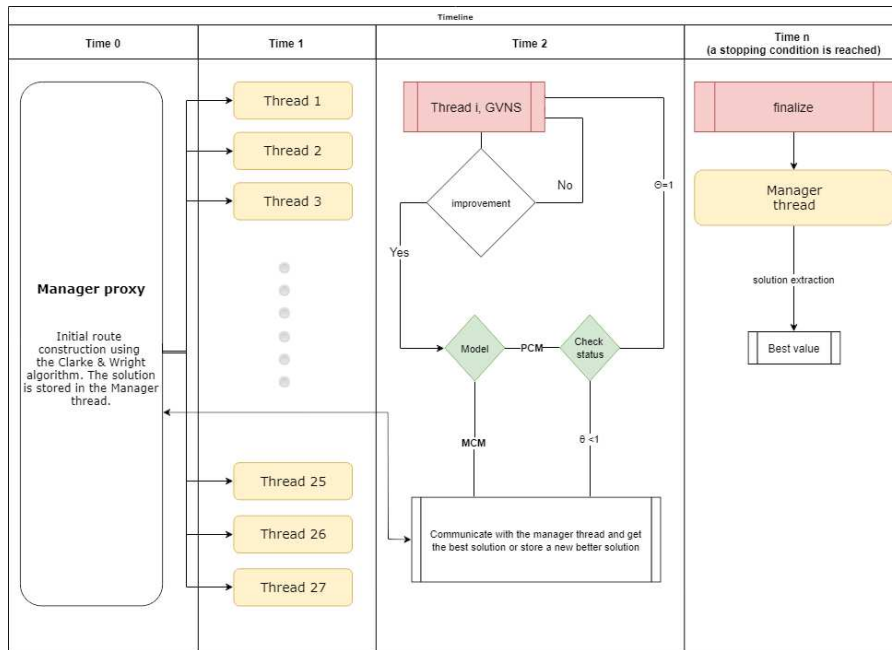 Timeline
Time 0
Time 1
Time 2
Time n
(a stopping condition is reached)
Manager proxy
Initial route
construction using
the Clarke & Wright
algorithm. The solution
is stored in the Manager
thread.
Thread 1
Thread 2
Thread 3
Thread 25
Thread 26
Thread 27
Thread i, GVNS
improvement
No
Yes
Θ=1
Model
PCM
Check
status
MCM
θ <1
Communicate with the manager thread and get
the best solution or store a new better solution
finalize
Manager
thread
solution extraction
Best value